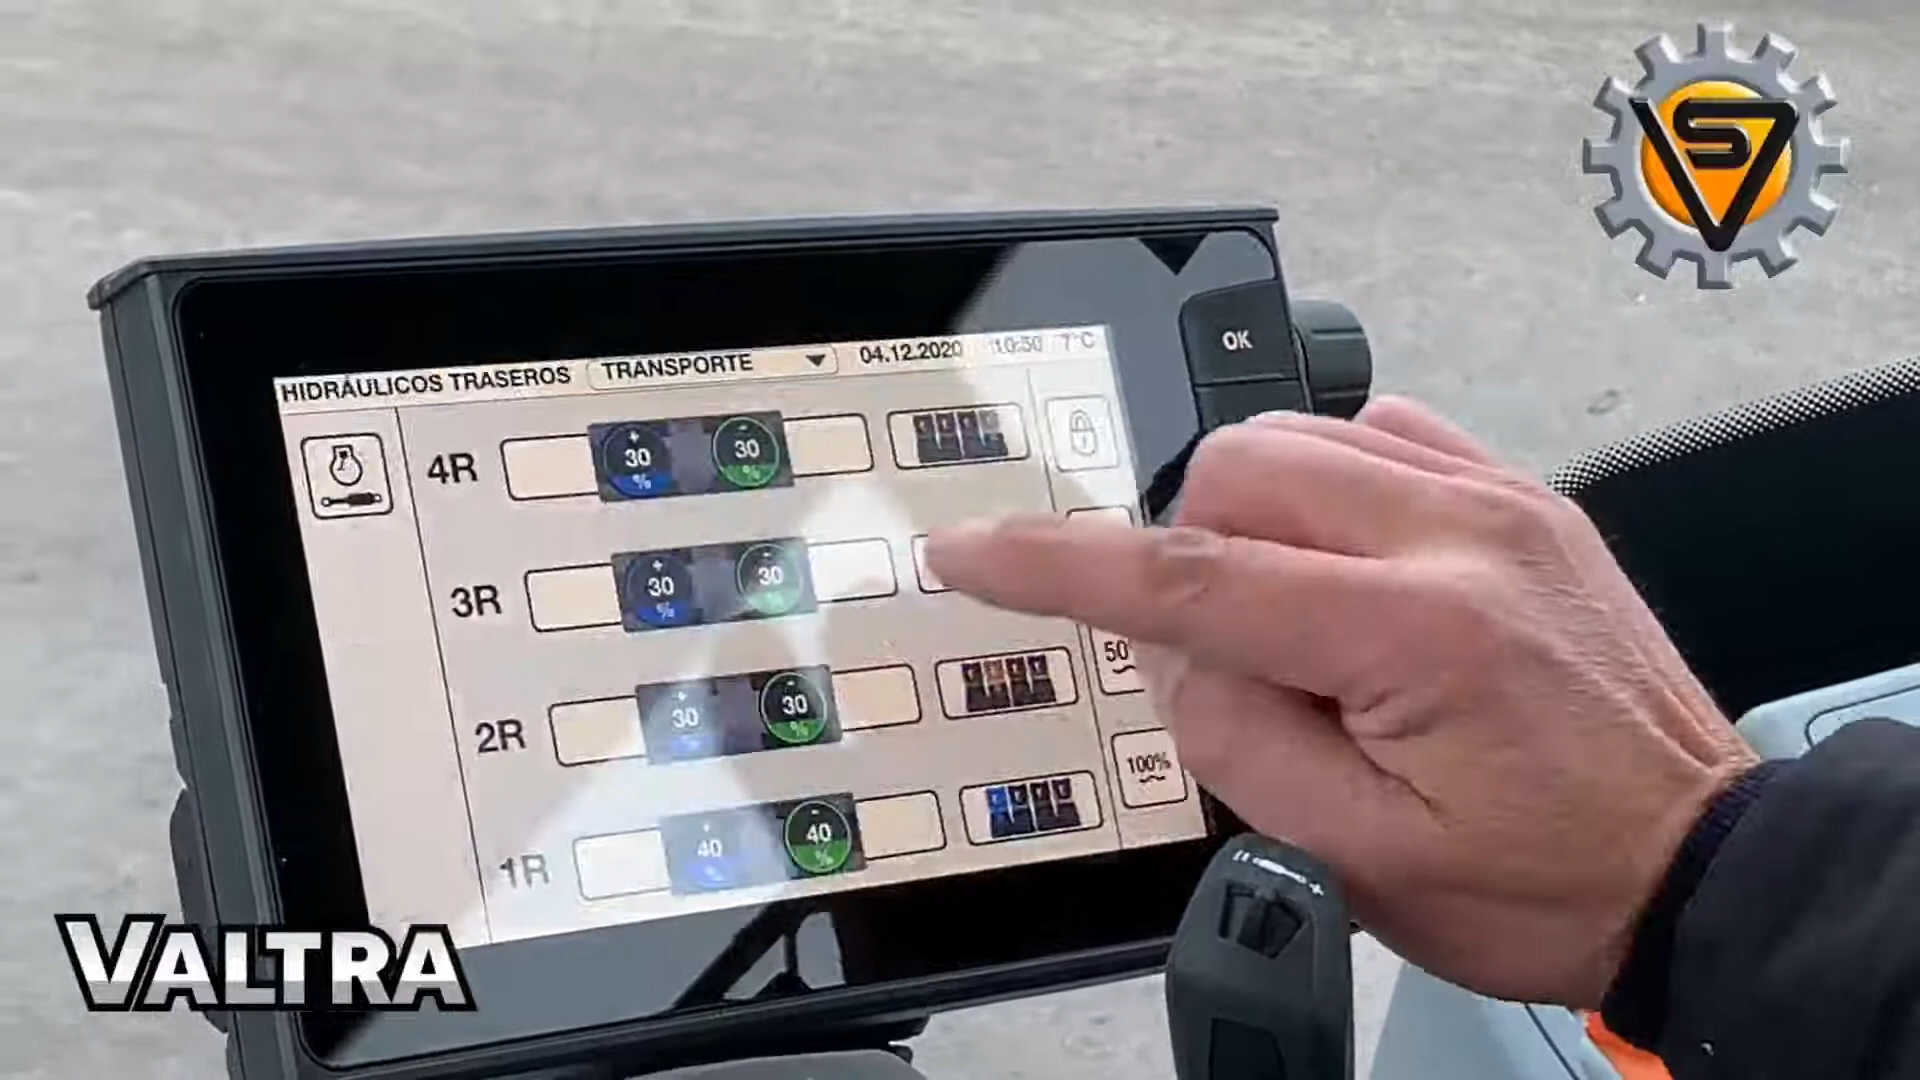 HIDRÁULICOS TRASEROS TRANSPORTE 04.12.2020 10:50 7°C
OK
4R + 30 % - 30 %
3R + 30 % - 30 %
50
2R + 30 - 30 %
100%
1R + 40 - 40 %
VALTRA